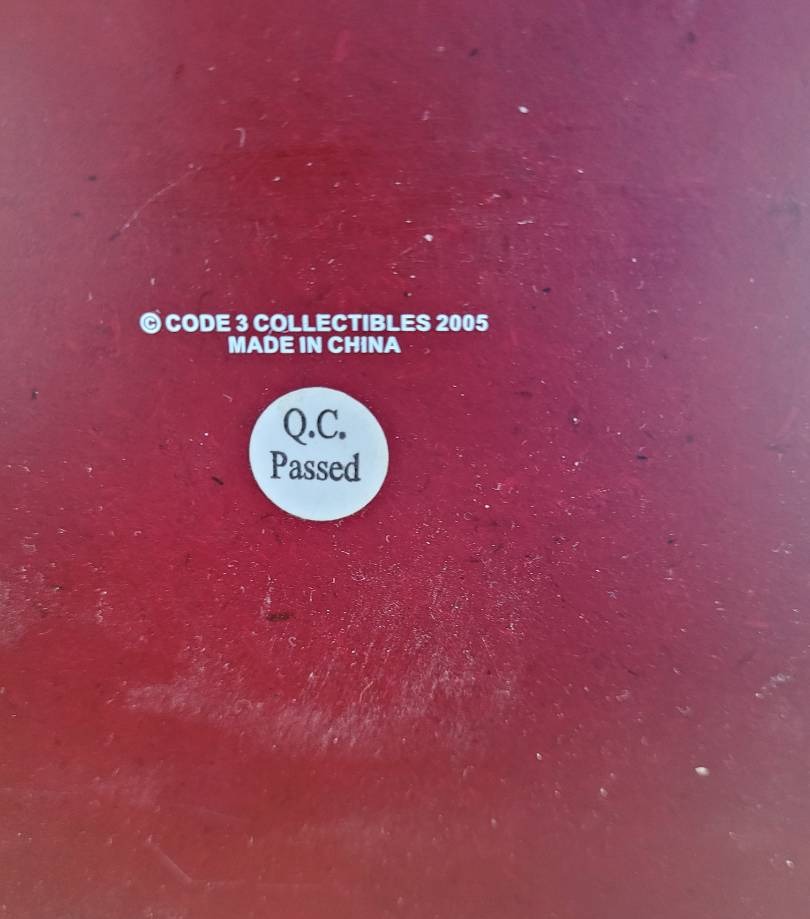 © CODE 3 COLLECTIBLES 2005
MADE IN CHINA
Q.C.
Passed